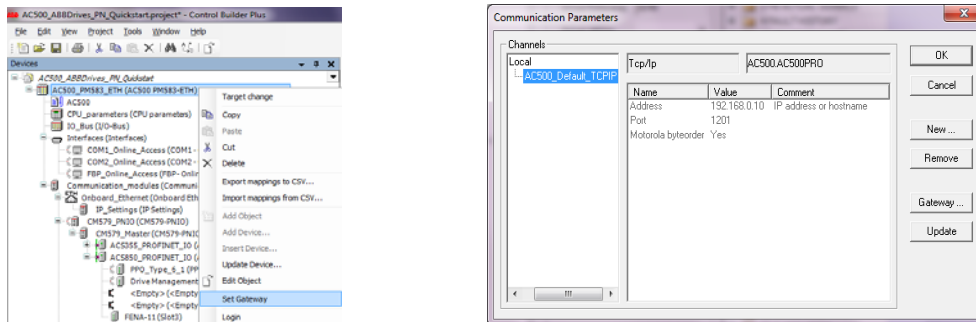 AC500_ABBDrives_PN_Quickstart.project* - Control Builder Plus
File Edit View Project Tools Window Help
Devices
AC500_ABBDrives_PN_Quickstart
AC500_PM583_ETH (AC500 PM583-ETH)
AC500
CPU_parameters (CPU parameters)
IO_Bus (I/O-Bus)
Interfaces (Interfaces)
COM1_Online_Access (COM1 -
COM2_Online_Access (COM2 -
FBP_Online_Access (FBP- Onlin
Communication_modules (Communi
Onboard_Ethernet (Onboard Eth
IP_Settings (IP Settings)
CM579_PNIO (CM579-PNIO)
CM579_Master (CM579-PNIO
ACS355_PROFINET_IO (
ACS850_PROFINET_IO (
PPO_Type_6_1 (PP
Drive Management
<Empty> (<Empty
<Empty> (<Empty
FENA-11 (Slot3)
Target change
Copy
Paste
Cut
Delete
Export mappings to CSV...
Import mappings from CSV...
Add Object
Add Device...
Insert Device...
Update Device...
Edit Object
Set Gateway
Login
Communication Parameters
Channels
Local
AC500_Default_TCPIP
Tcp/Ip AC500.AC500PRO
Name Value Comment
Address 192.168.0.10 IP address or hostname
Port 1201
Motorola byteorder Yes
OK
Cancel
New ...
Remove
Gateway ...
Update